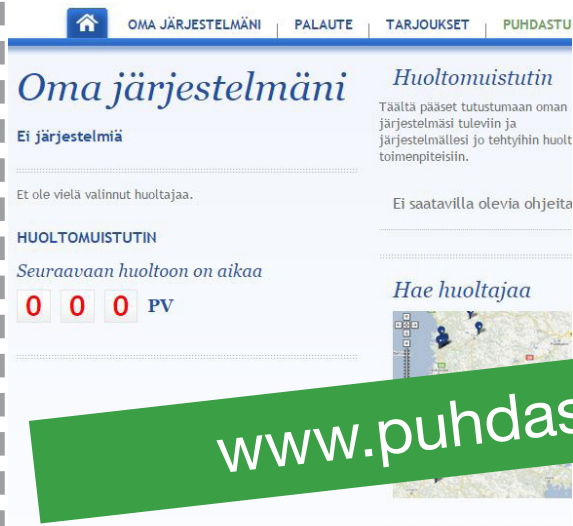 OMA JÄRJESTELMÄNI | PALAUTE | TARJOUKSET | PUHDASTU
Oma järjestelmäni
Ei järjestelmiä
Et ole vielä valinnut huoltajaa.
HUOLTOMUISTUTIN
Seuraavaan huoltoon on aikaa
0 0 0 PV
Huoltomuistutin
Täältä pääset tutustumaan oman
järjestelmäsi tuleviin ja
järjestelmällesi jo tehtyihin huolt
toimenpiteisiin.
Ei saatavilla olevia ohjeita
Hae huoltajaa
www.puhdas